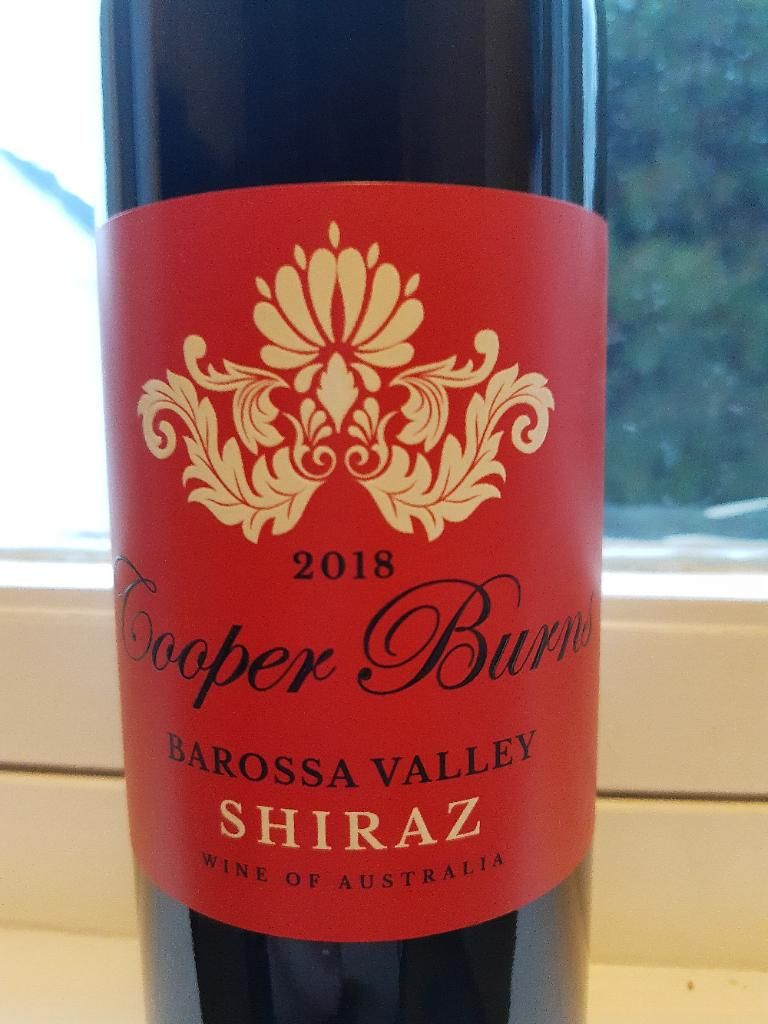 2018
Cooper Burns
BAROSSA VALLEY
SHIRAZ
WINE OF AUSTRALIA